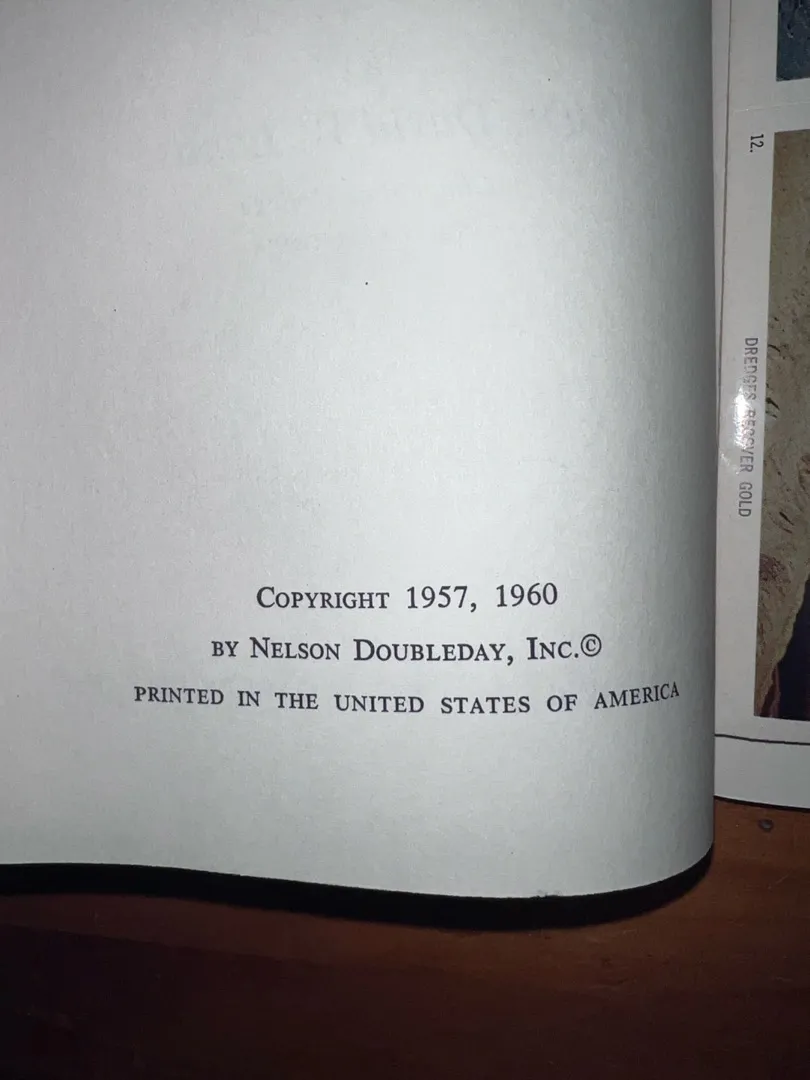 COPYRIGHT 1957, 1960
BY NELSON DOUBLEDAY, INC.©
PRINTED IN THE UNITED STATES OF AMERICA
12.
DREDGES RECOVER GOLD